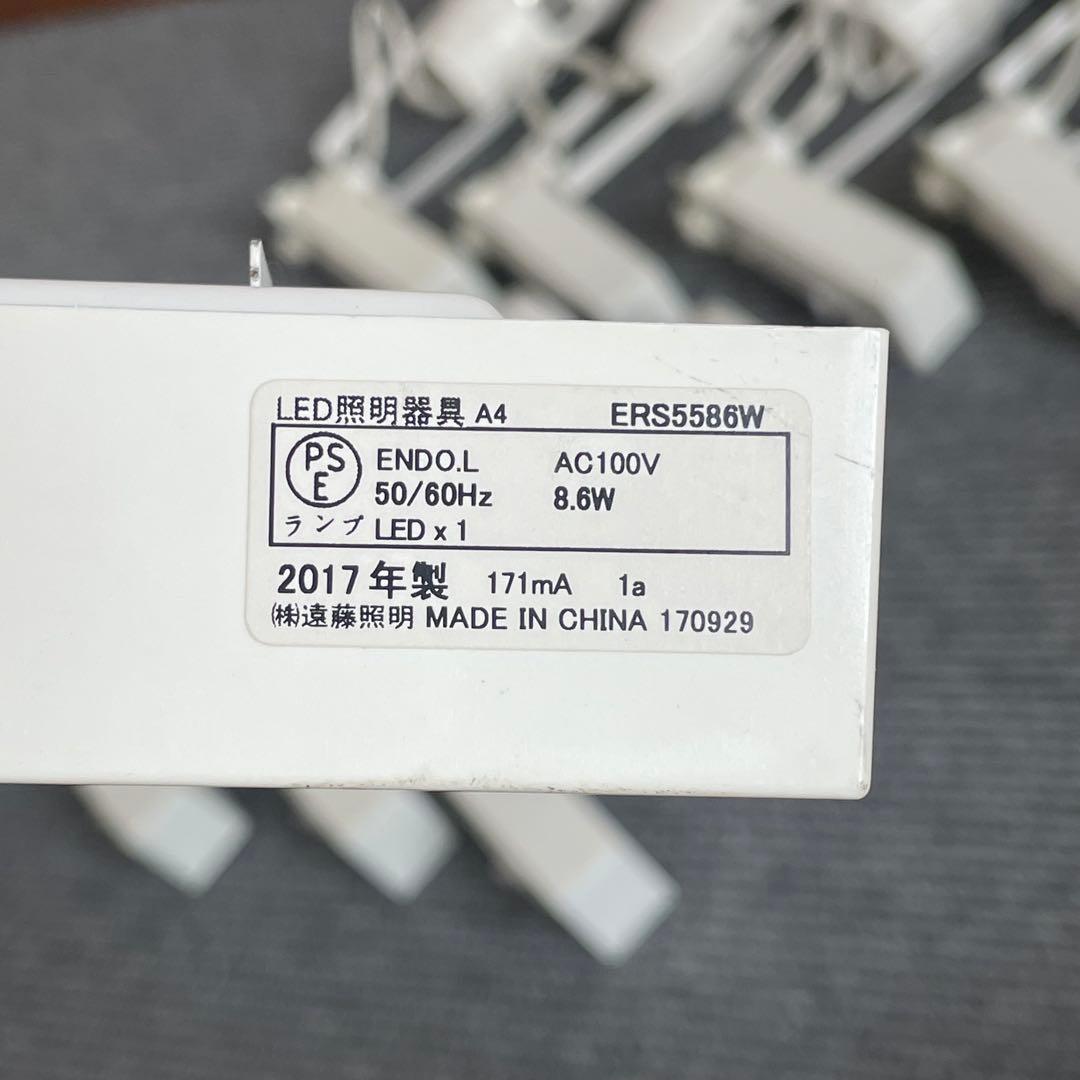 LED照明器具 A4 ERS5586W
PSE ENDO.L AC100V
50/60Hz 8.6W
ランプ LED x 1
2017年製 171mA 1a
㈱遠藤照明 MADE IN CHINA 170929